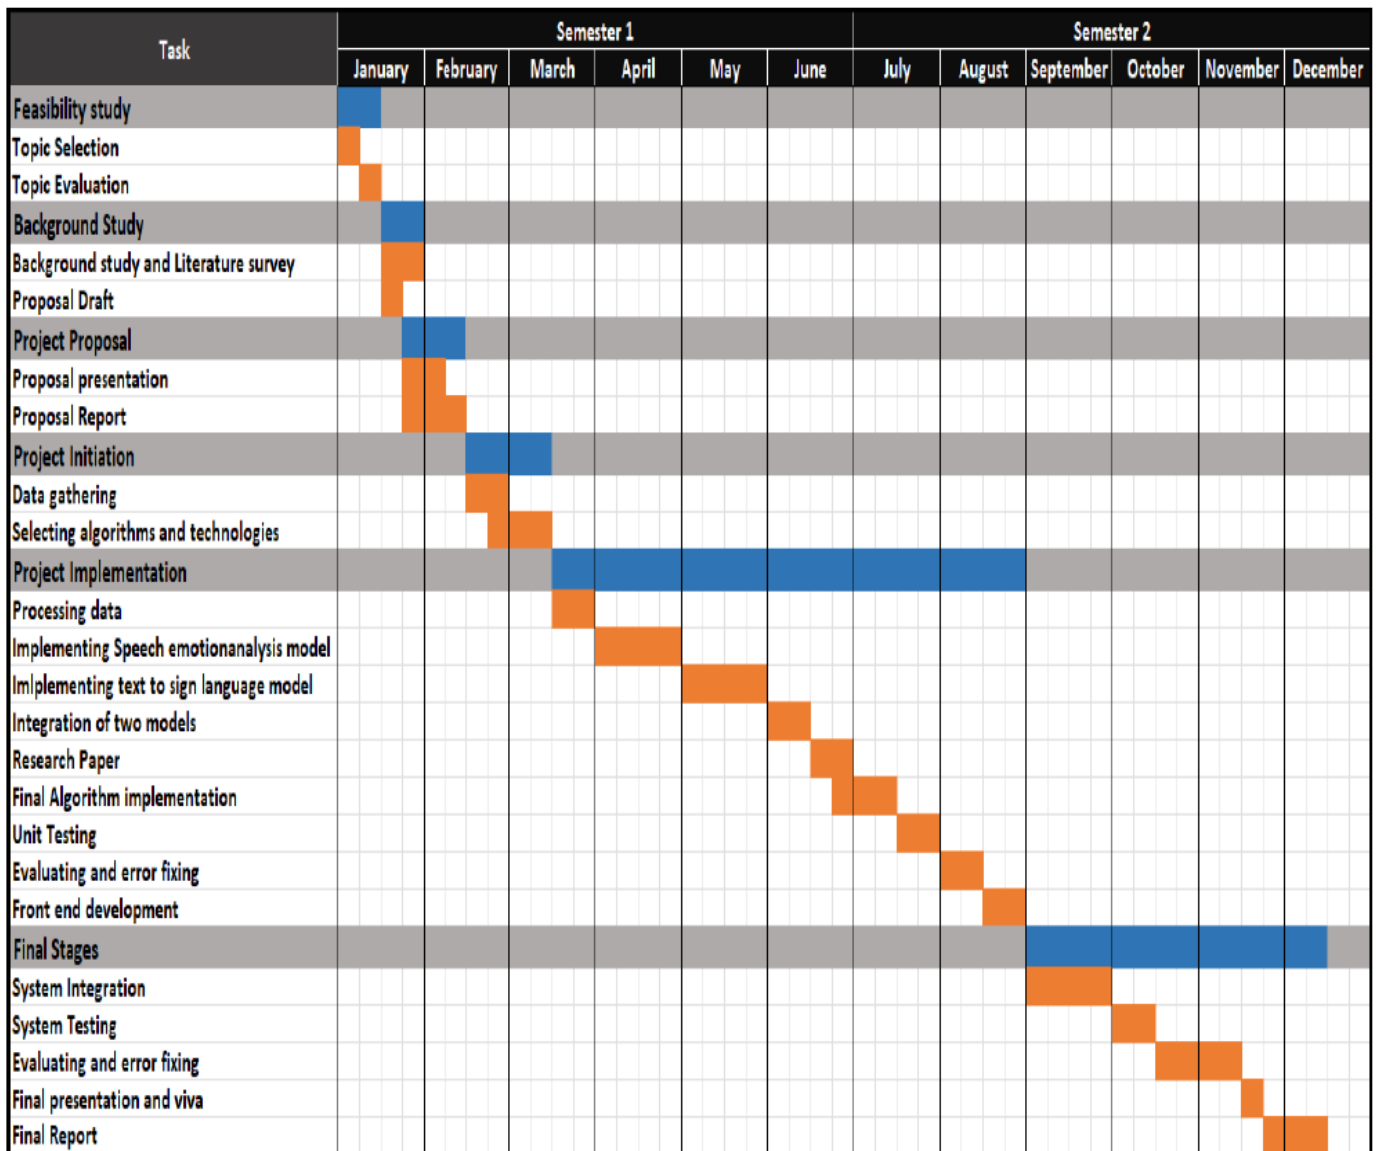 Task
Semester 1
Semester 2
January February March April May June July August September October November December
Feasibility study
Topic Selection
Topic Evaluation
Background Study
Background study and Literature survey
Proposal Draft
Project Proposal
Proposal presentation
Proposal Report
Project Initiation
Data gathering
Selecting algorithms and technologies
Project Implementation
Processing data
Implementing Speech emotionanalysis model
Imlplementing text to sign language model
Integration of two models
Research Paper
Final Algorithm implementation
Unit Testing
Evaluating and error fixing
Front end development
Final Stages
System Integration
System Testing
Evaluating and error fixing
Final presentation and viva
Final Report